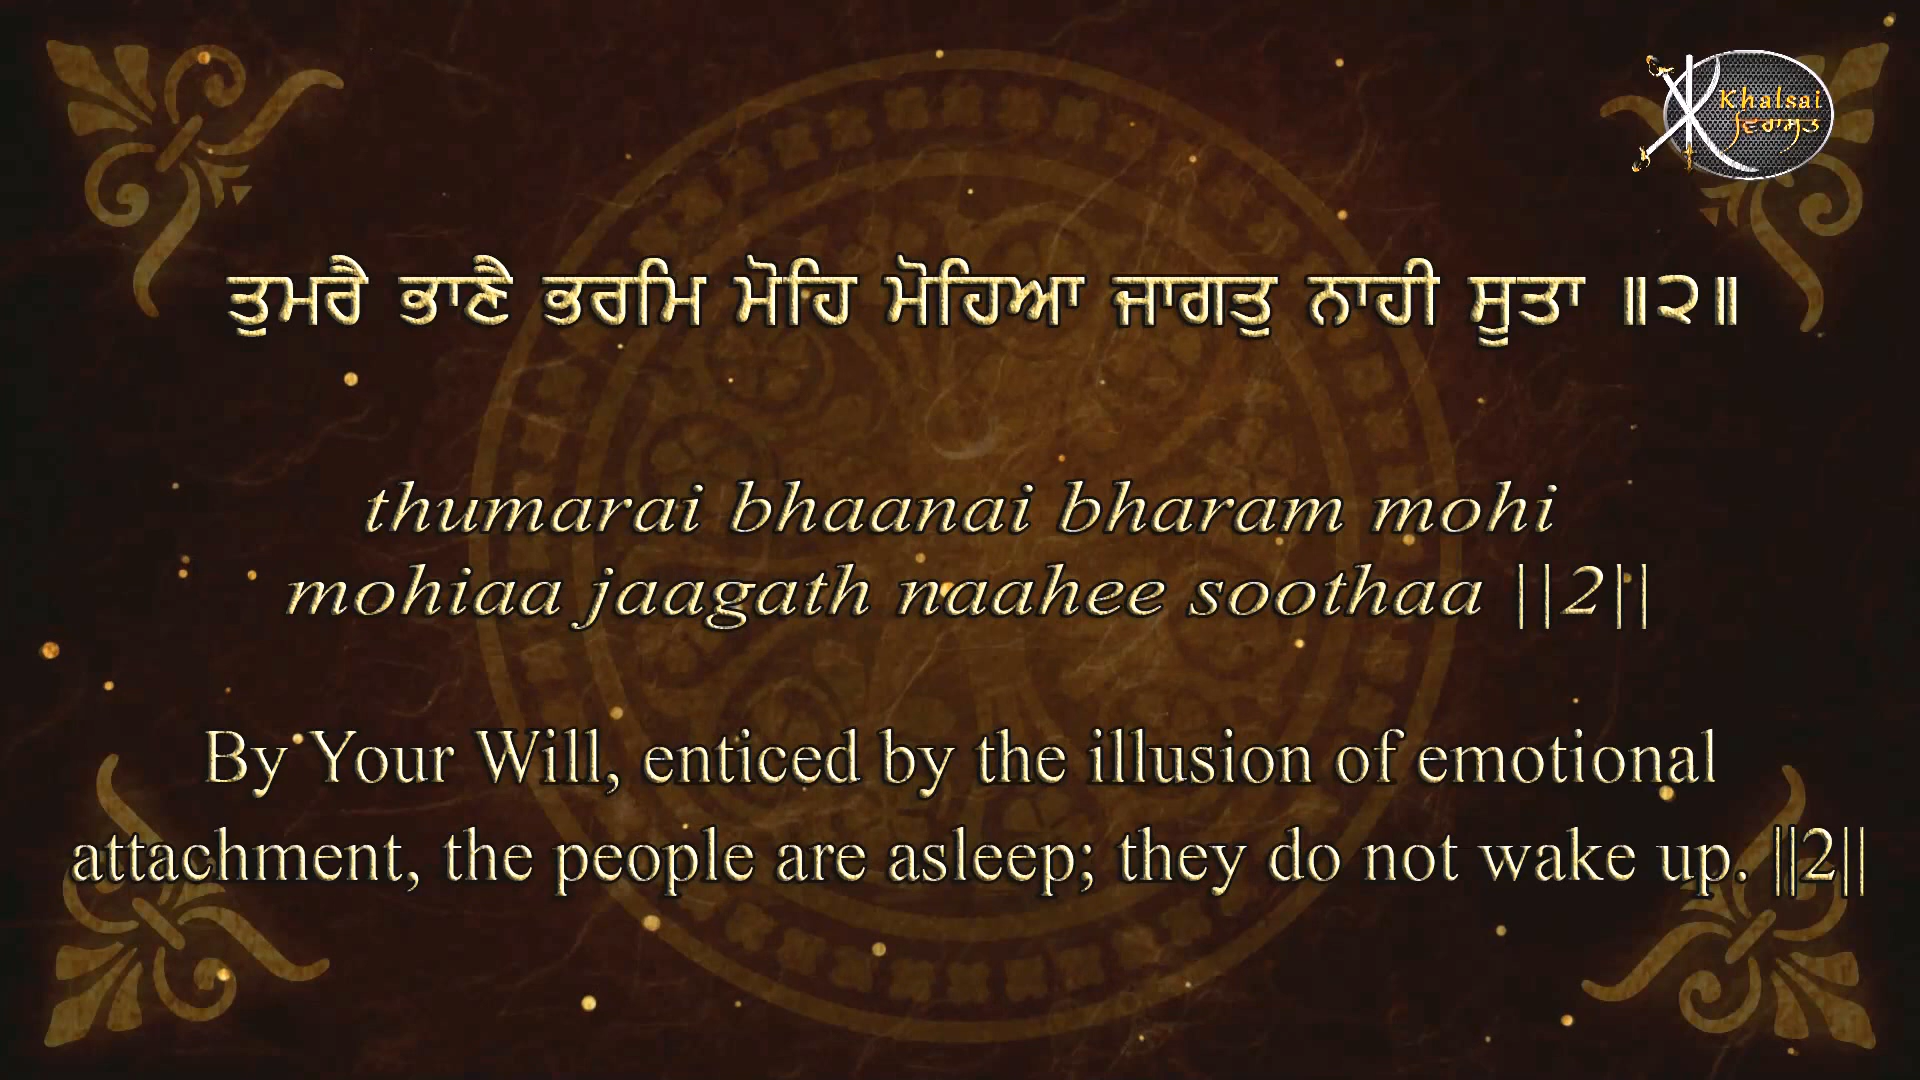 Khalsai
ਵਿਰਾਸਤ
ਤੁਮਰੈ ਭਾਣੈ ਭਰਮਿ ਮੋਹਿ ਮੋਹਿਆ ਜਾਗਤੁ ਨਾਹੀ ਸੂਤਾ ॥੨॥
thumarai bhaanai bharam mohi
mohiaa jaagath naahee soothaa ||2||
By Your Will, enticed by the illusion of emotional
attachment, the people are asleep; they do not wake up. ||2||